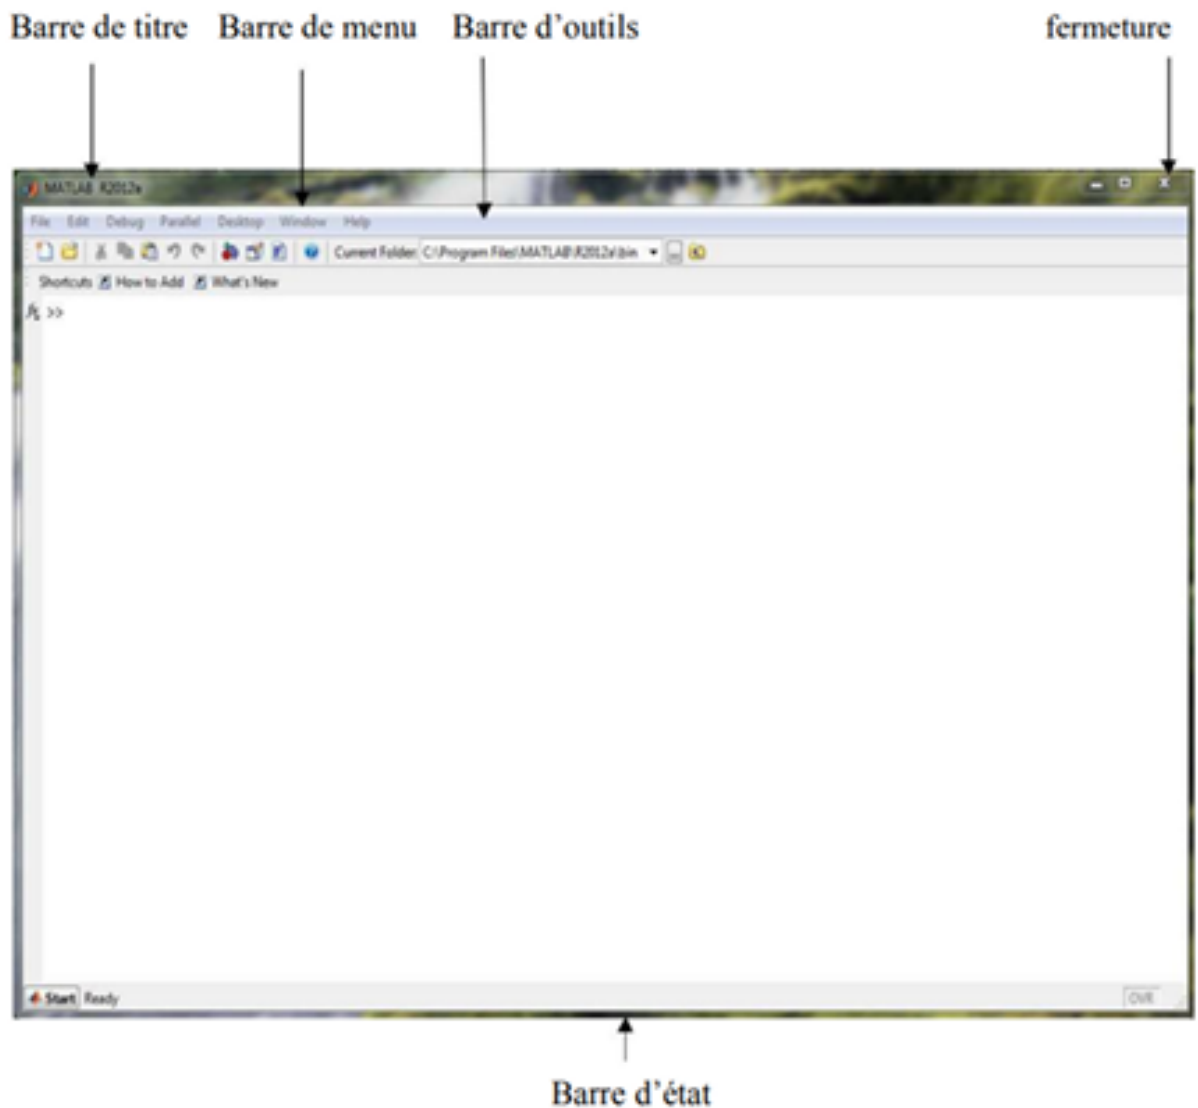 Barre de titre Barre de menu Barre d'outils fermeture
MATLAB R2012a
File Edit Debug Parallel Desktop Window Help
Current Folder: C:\Program Files\MATLAB\R2012a\bin
Shortcuts How to Add What's New
fx >>
Start Ready OVR
Barre d'état